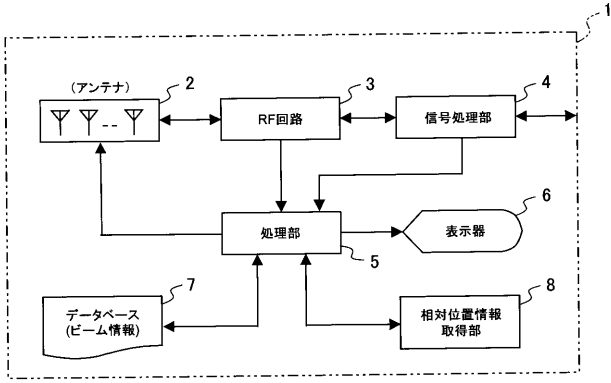 1
(アンテナ)
2
3
4
RF回路
信号処理部
6
処理部
表示器
5
7
8
データベース
(ビーム情報)
相対位置情報
取得部